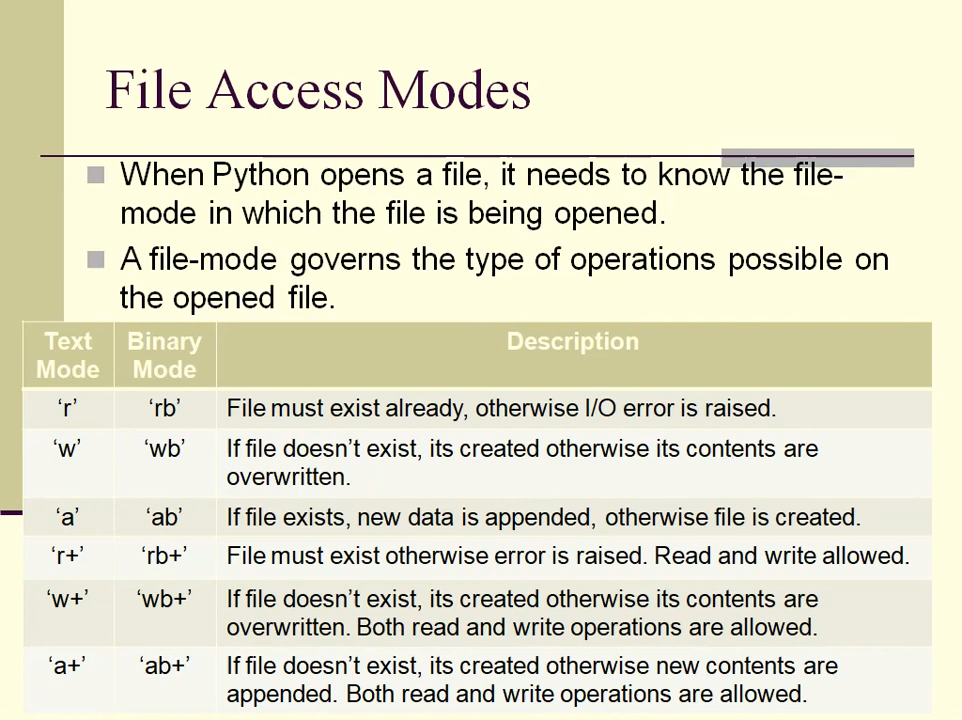 File Access Modes
When Python opens a file, it needs to know the file-
mode in which the file is being opened.
A file-mode governs the type of operations possible on
the opened file.
Text Mode Binary Mode Description
‘r’ ‘rb’ File must exist already, otherwise I/O error is raised.
‘w’ ‘wb’ If file doesn’t exist, its created otherwise its contents are
overwritten.
‘a’ ‘ab’ If file exists, new data is appended, otherwise file is created.
‘r+’ ‘rb+’ File must exist otherwise error is raised. Read and write allowed.
‘w+’ ‘wb+’ If file doesn’t exist, its created otherwise its contents are
overwritten. Both read and write operations are allowed.
‘a+’ ‘ab+’ If file doesn’t exist, its created otherwise new contents are
appended. Both read and write operations are allowed.